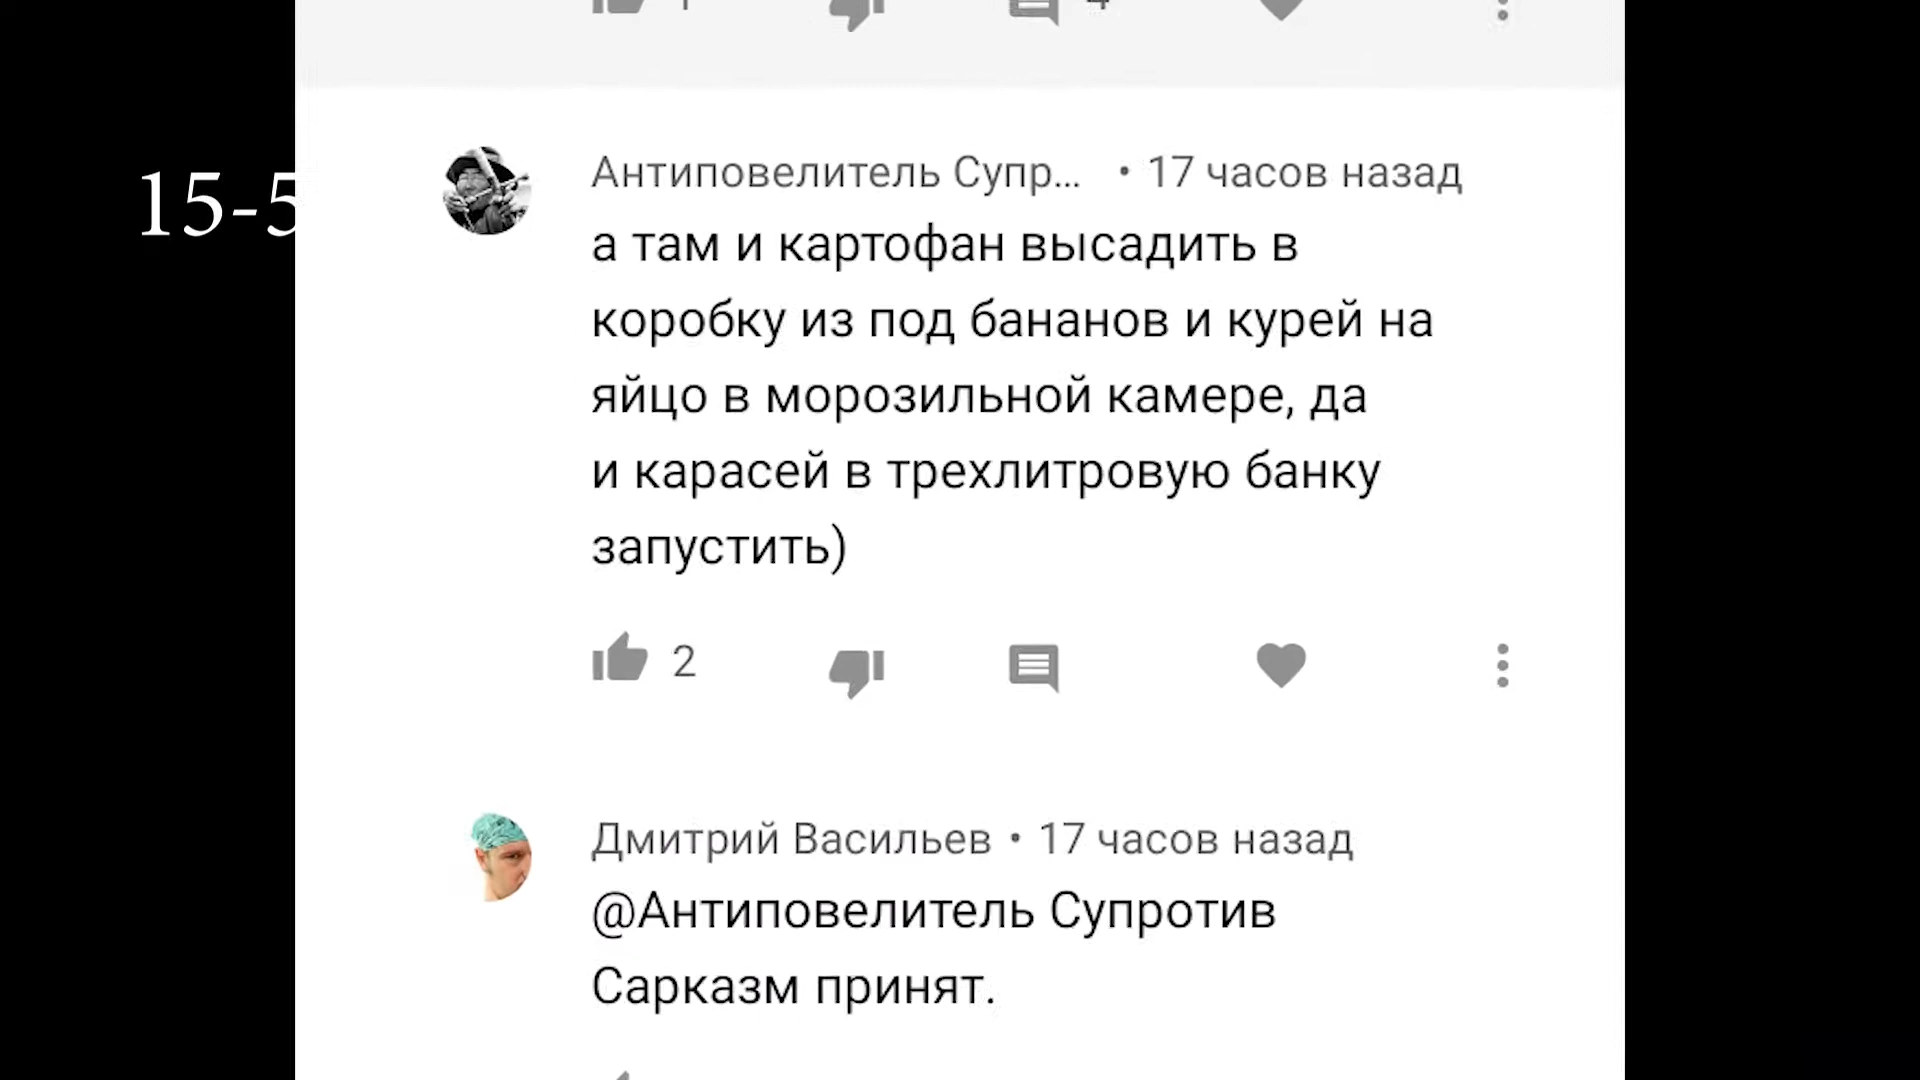 15-5
Антиповелитель Супр... • 17 часов назад
а там и картофан высадить в
коробку из под бананов и курей на
яйцо в морозильной камере, да
и карасей в трехлитровую банку
запустить)
2
Дмитрий Васильев • 17 часов назад
@Антиповелитель Супротив
Сарказм принят.